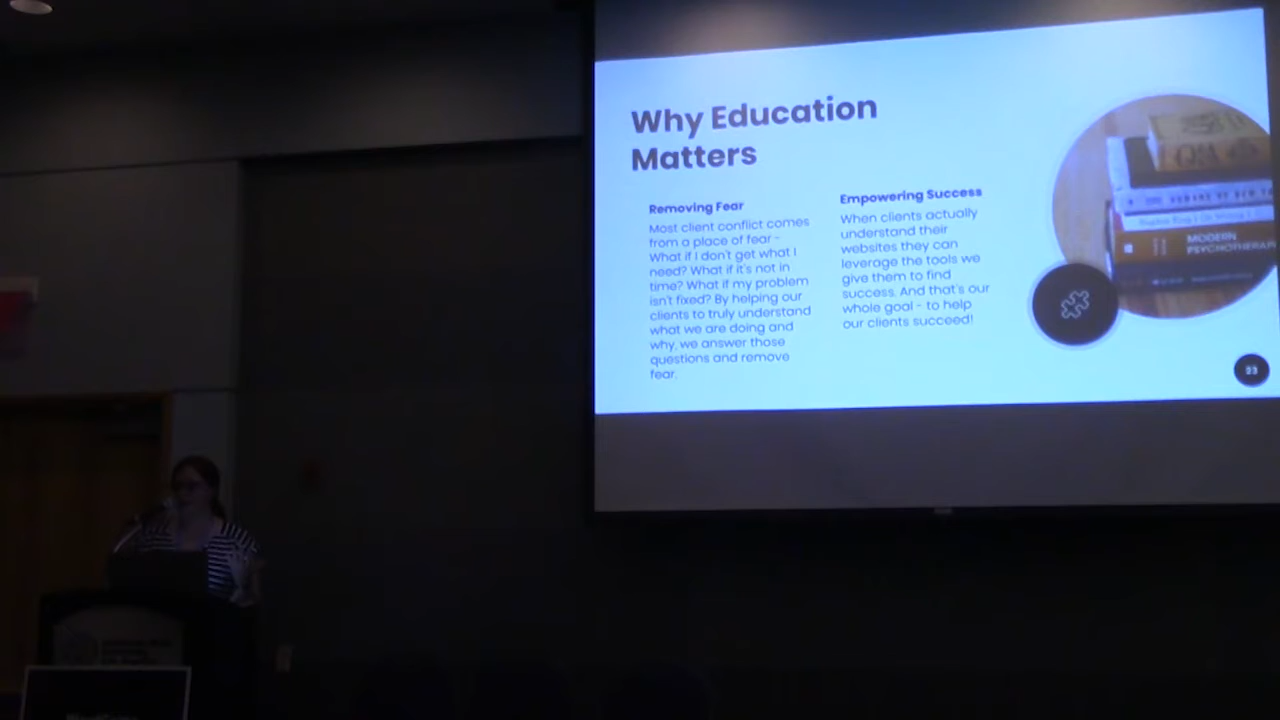 Why Education
Matters
Removing Fear
Most client conflict comes
from a place of fear -
What if I don't get what I
need? What if it's not in
time? What if my problem
isn't fixed? By helping our
clients to truly understand
what we are doing and
why, we answer those
questions and remove
fear.
Empowering Success
When clients actually
understand their
websites they can
leverage the tools we
give them to find
success. And that's our
whole goal - to help
our clients succeed!
Q&A
MODERN
PSYCHOTHERAP
23